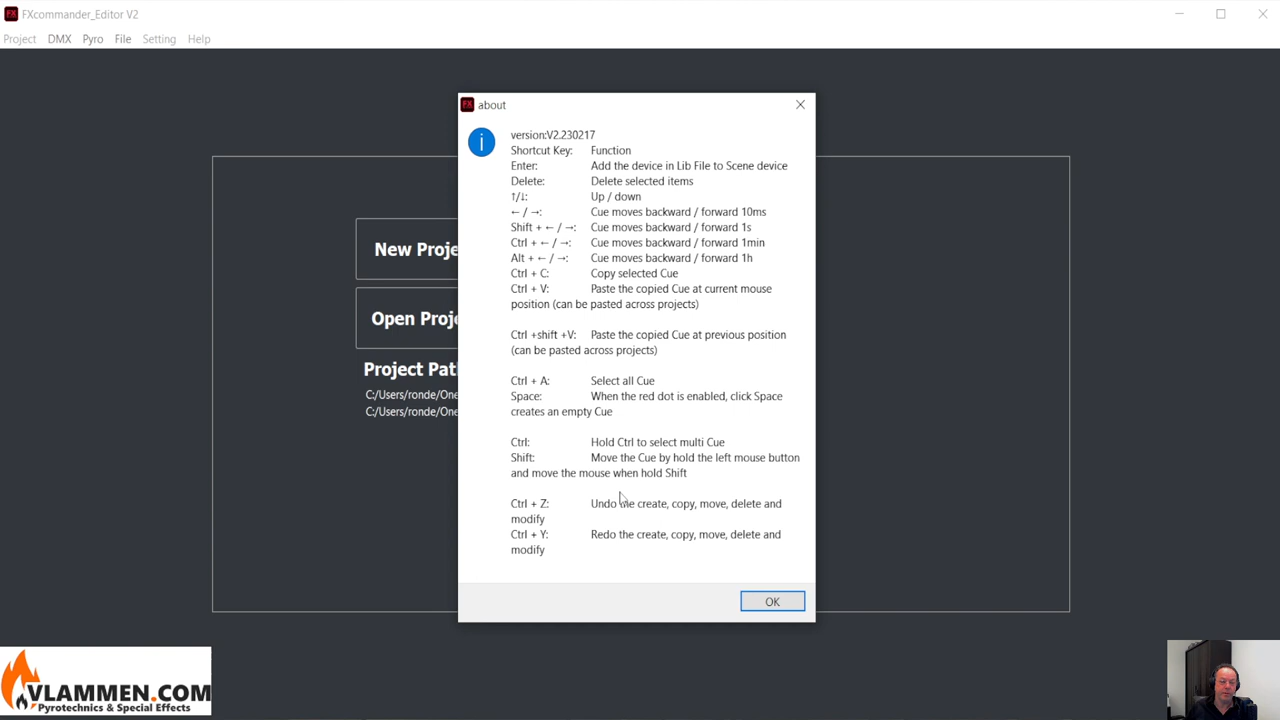 FXcommander_Editor V2
Project DMX Pyro File Setting Help
FX about
version:V2.230217
Shortcut Key: Function
Enter: Add the device in Lib File to Scene device
Delete: Delete selected items
↑/↓: Up / down
← / →: Cue moves backward / forward 10ms
Shift + ← / →: Cue moves backward / forward 1s
Ctrl + ← / →: Cue moves backward / forward 1min
Alt + ← / →: Cue moves backward / forward 1h
Ctrl + C: Copy selected Cue
Ctrl + V: Paste the copied Cue at current mouse
position (can be pasted across projects)
Ctrl +shift +V: Paste the copied Cue at previous position
(can be pasted across projects)
Ctrl + A: Select all Cue
Space: When the red dot is enabled, click Space
creates an empty Cue
Ctrl: Hold Ctrl to select multi Cue
Shift: Move the Cue by hold the left mouse button
and move the mouse when hold Shift
Ctrl + Z: Undo the create, copy, move, delete and
modify
Ctrl + Y: Redo the create, copy, move, delete and
modify
OK
New Proje
Open Proj
Project Pat
C:/Users/ronde/One
C:/Users/ronde/One
VLAMMEN.COM
Pyrotechnics & Special Effects